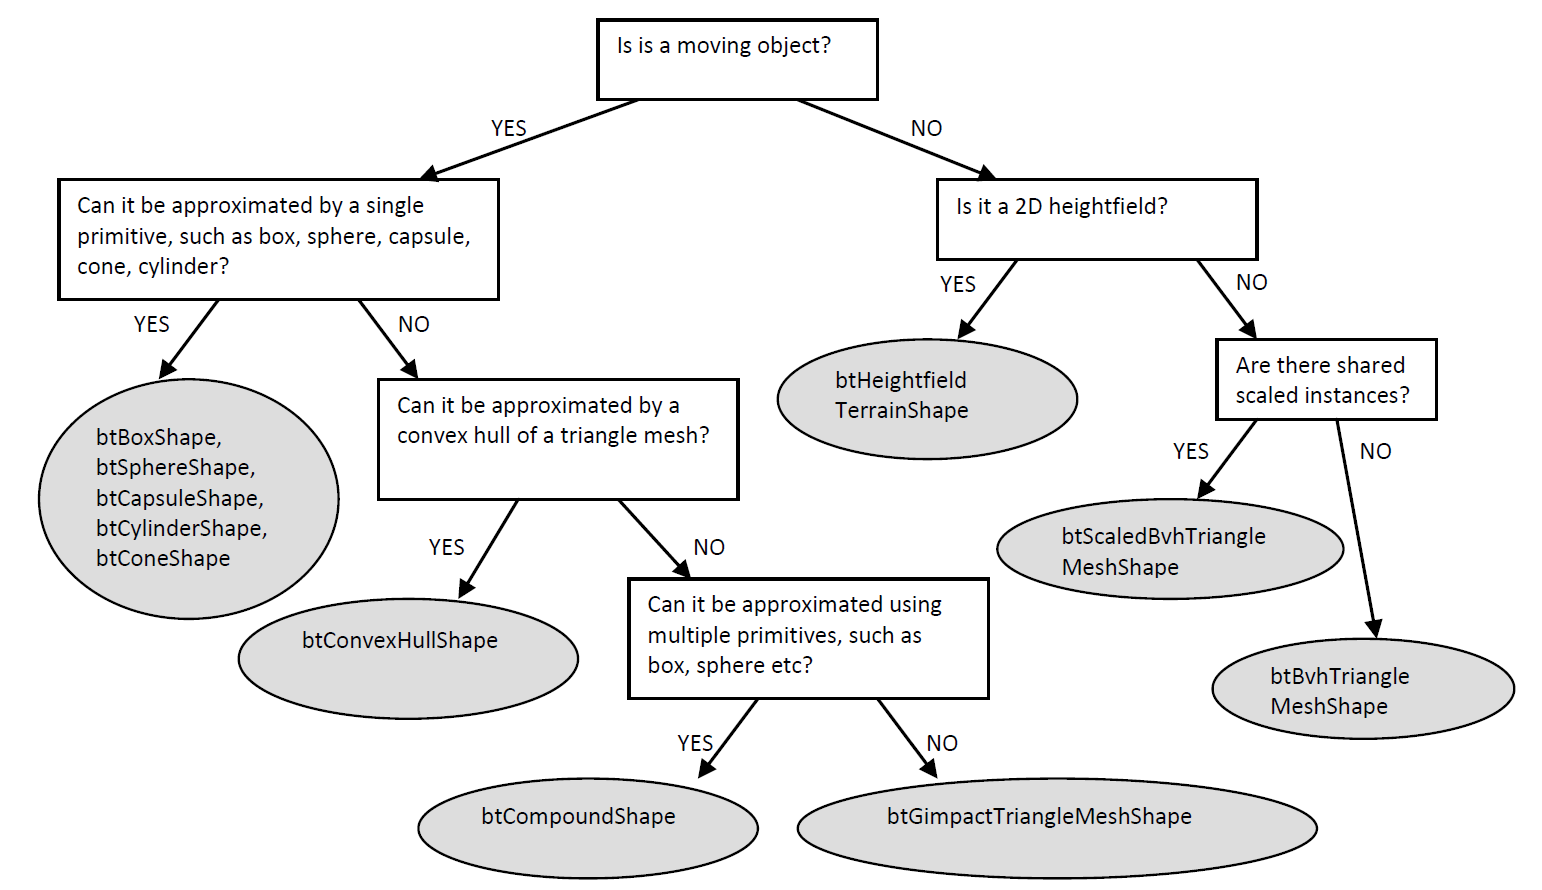 Is is a moving object?
YES
NO
Can it be approximated by a single
primitive, such as box, sphere, capsule,
cone, cylinder?
Is it a 2D heightfield?
YES
NO
YES
NO
btBoxShape,
btSphereShape,
btCapsuleShape,
btCylinderShape,
btConeShape
Can it be approximated by a
convex hull of a triangle mesh?
btHeightfield
TerrainShape
Are there shared
scaled instances?
YES
NO
YES
NO
btConvexHullShape
Can it be approximated using
multiple primitives, such as
box, sphere etc?
btScaledBvhTriangle
MeshShape
btBvhTriangle
MeshShape
YES
NO
btCompoundShape
btGimpactTriangleMeshShape